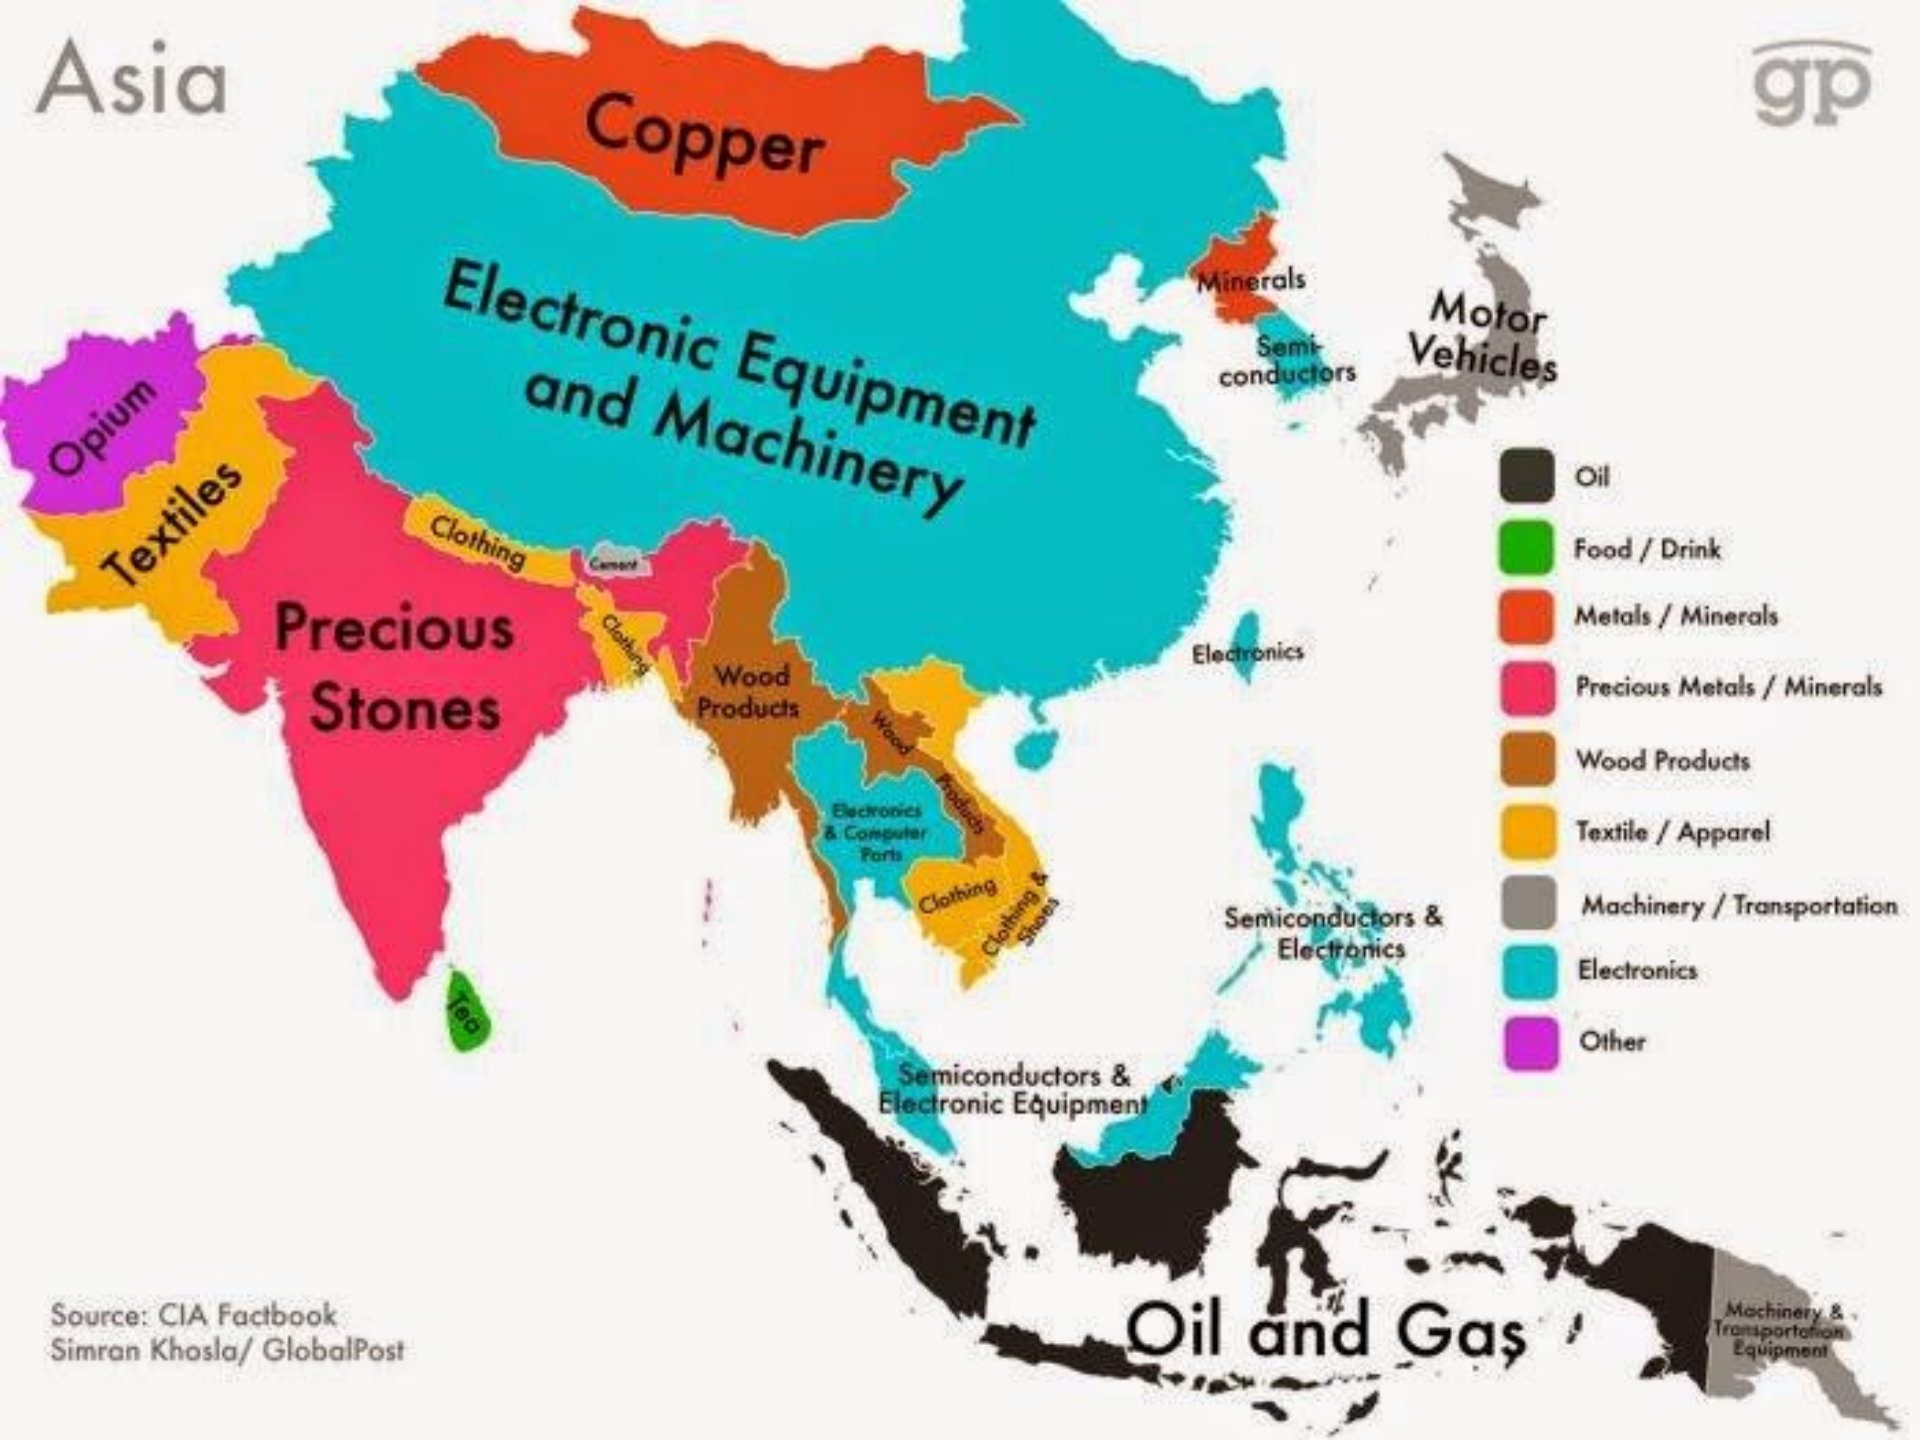 Asia
gp
Copper
Electronic Equipment
and Machinery
Minerals
Semi-
conductors
Motor
Vehicles
Opium
Textiles
Clothing
Cement
Precious
Stones
Clothing
Wood
Products
Wood
Products
Electronics
Electronics
& Computer
Parts
Clothing
Clothing &
Shoes
Tea
Semiconductors &
Electronics
Semiconductors &
Electronic Equipment
Oil and Gas
Machinery &
Transportation
Equipment
Oil
Food / Drink
Metals / Minerals
Precious Metals / Minerals
Wood Products
Textile / Apparel
Machinery / Transportation
Electronics
Other
Source: CIA Factbook
Simran Khosla/ GlobalPost